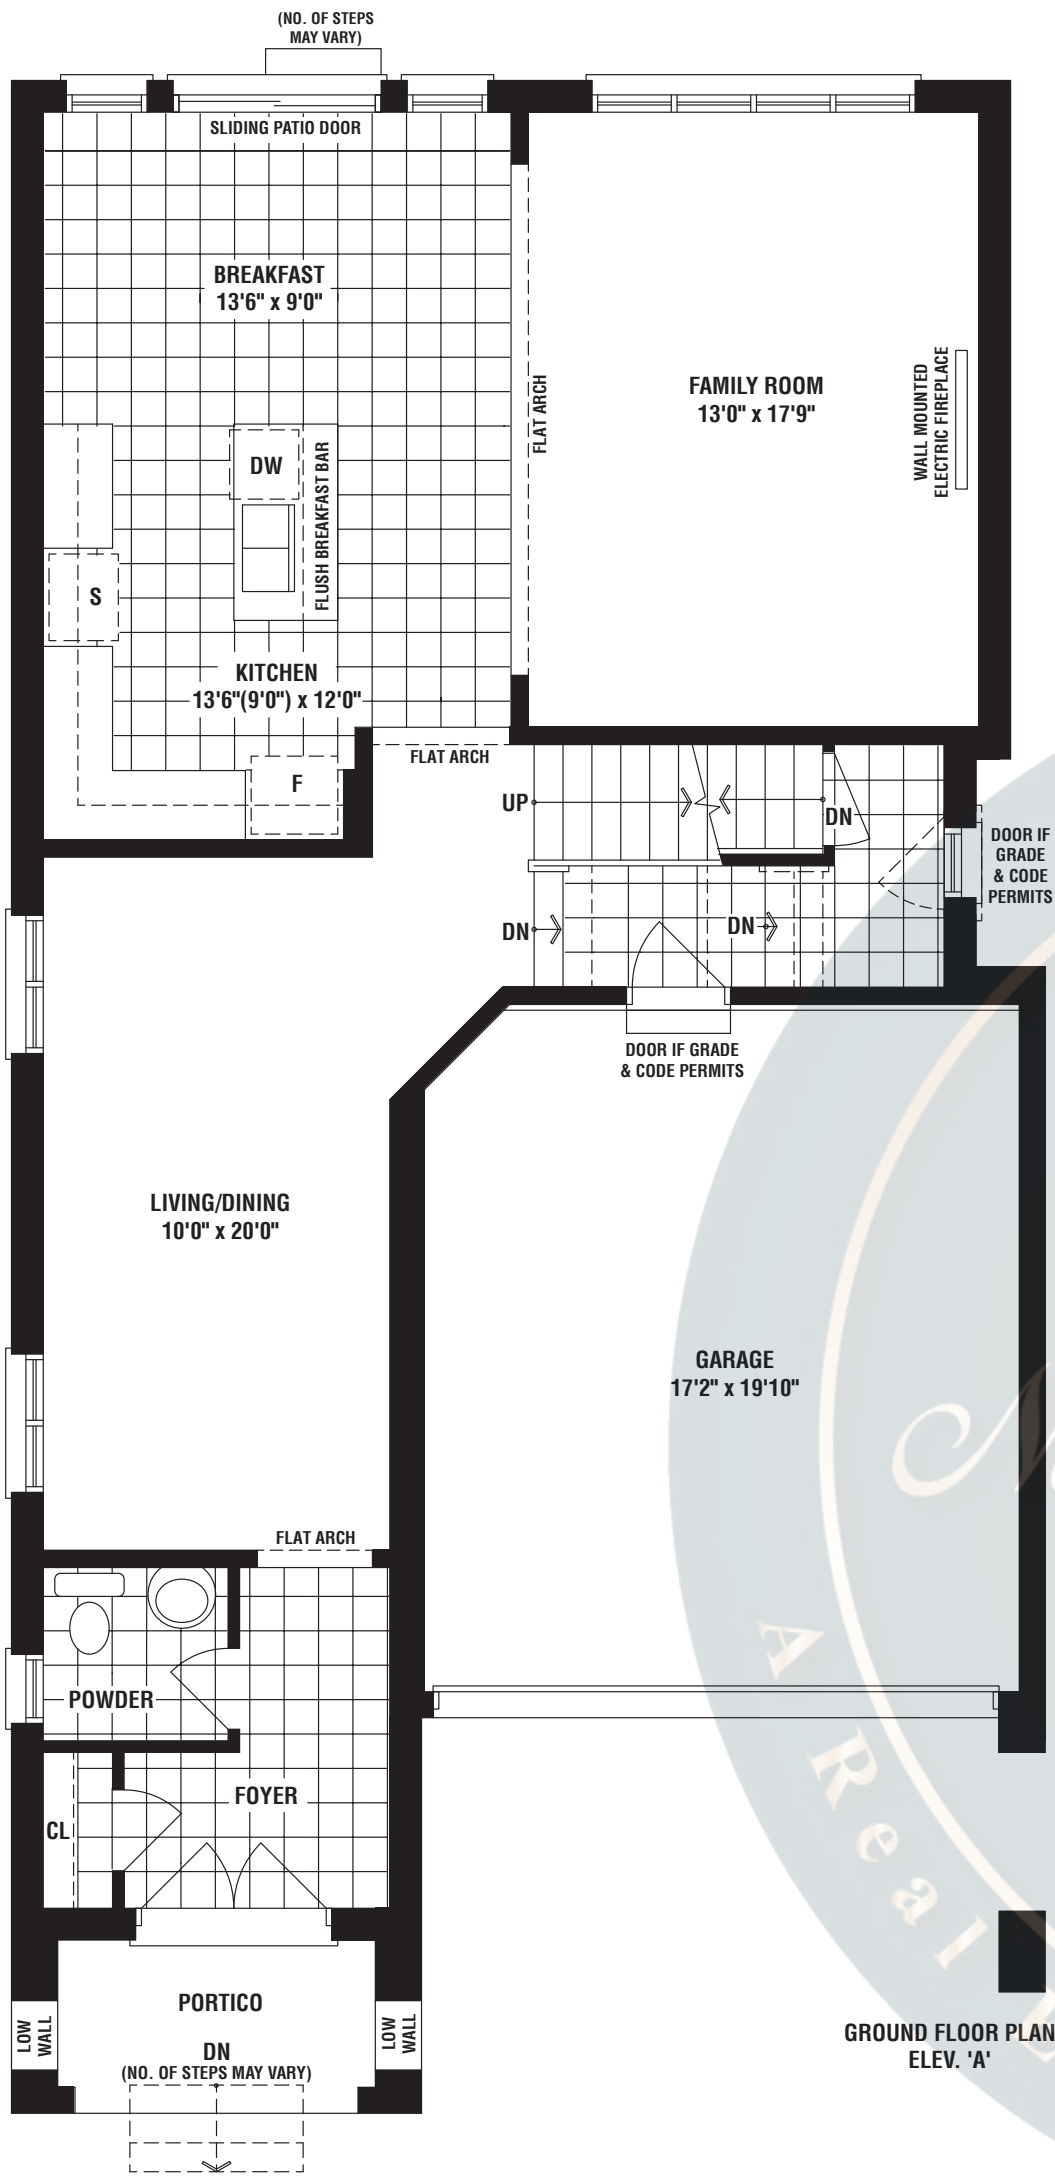 (NO. OF STEPS
MAY VARY)
SLIDING PATIO DOOR
BREAKFAST
13'6" x 9'0"
FLAT ARCH
FAMILY ROOM
13'0" x 17'9"
WALL MOUNTED
ELECTRIC FIREPLACE
DW
FLUSH BREAKFAST BAR
S
KITCHEN
13'6"(9'0") x 12'0"
F
FLAT ARCH
UP
DN
DOOR IF
GRADE
& CODE
PERMITS
DN
DN
DOOR IF GRADE
& CODE PERMITS
LIVING/DINING
10'0" x 20'0"
GARAGE
17'2" x 19'10"
FLAT ARCH
POWDER
FOYER
CL
PORTICO
LOW
WALL
LOW
WALL
DN
(NO. OF STEPS MAY VARY)
GROUND FLOOR PLAN
ELEV. 'A'
A Real